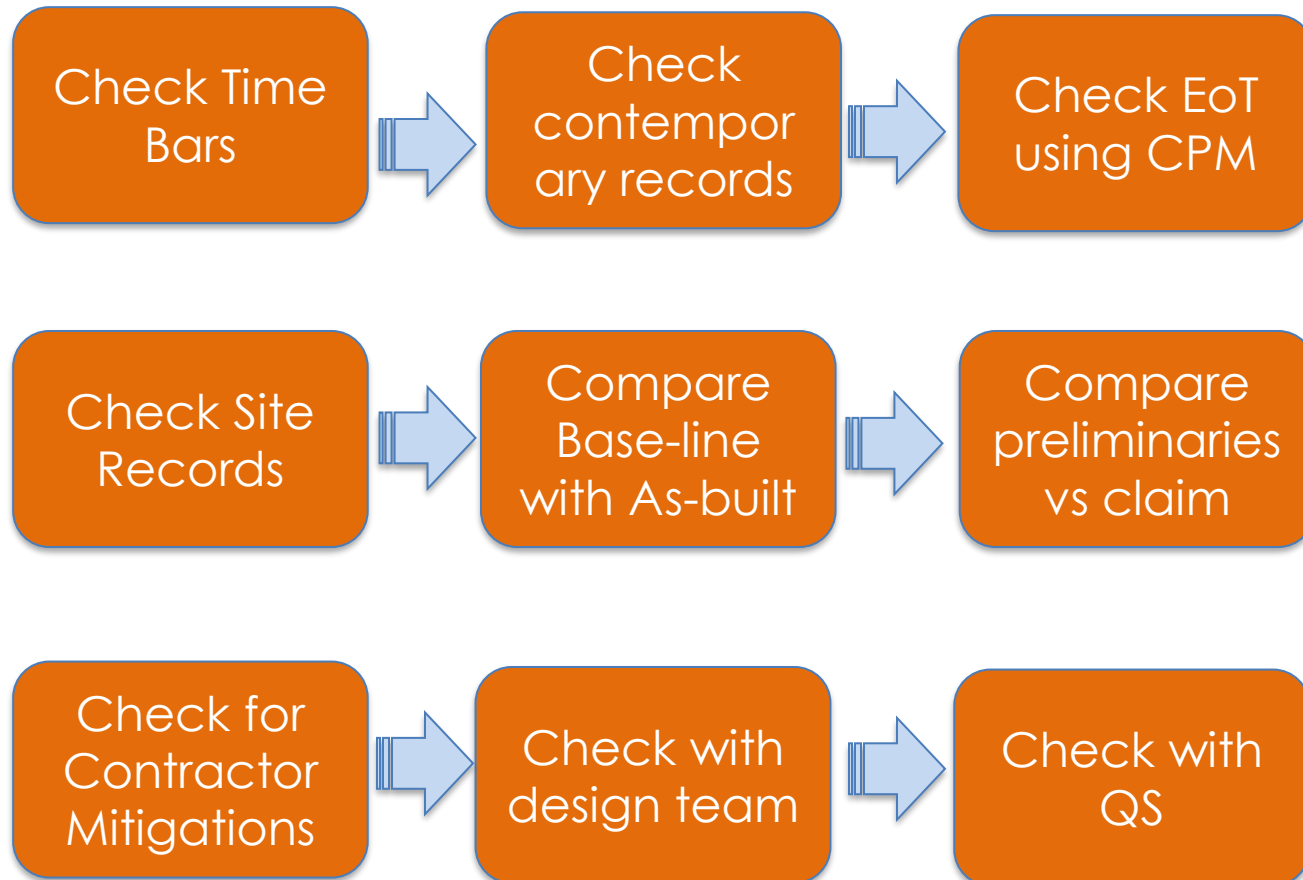 Check Time
Bars
Check
contempor
ary records
Check EoT
using CPM
Check Site
Records
Compare
Base-line
with As-built
Compare
preliminaries
vs claim
Check for
Contractor
Mitigations
Check with
design team
Check with
QS